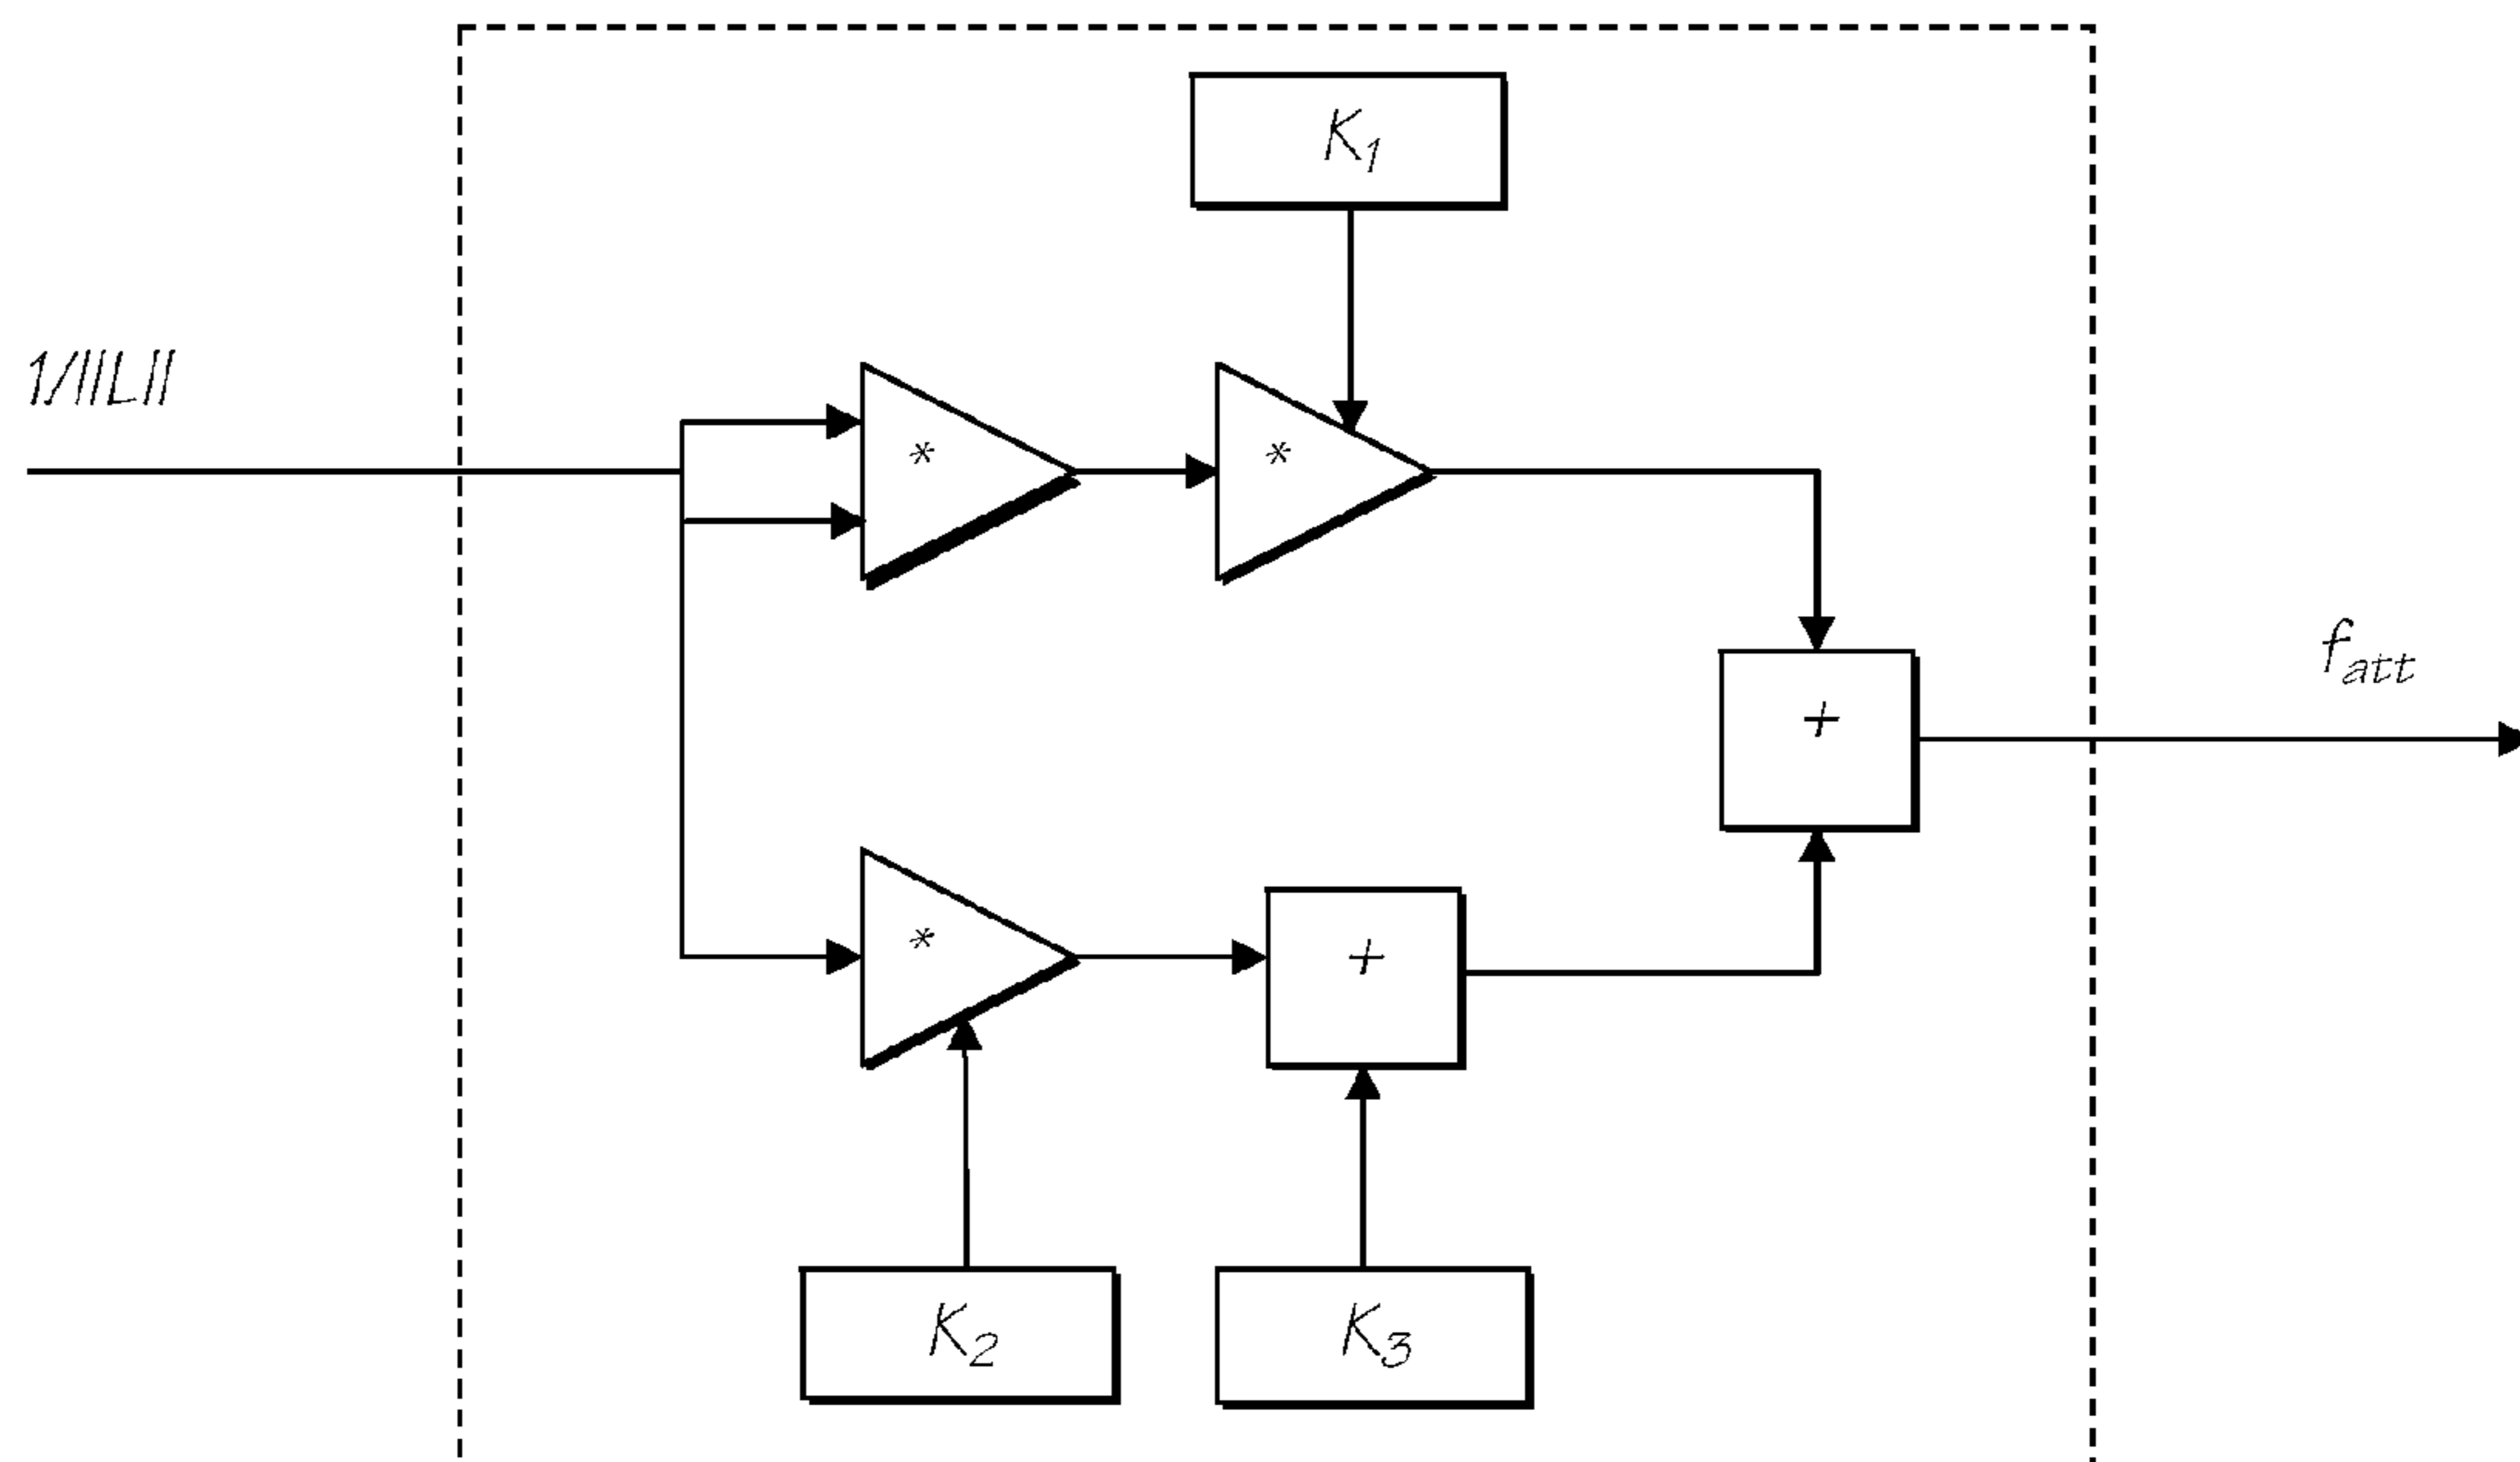 K1
1/||L||
*
*
+
fatt
*
+
K2
K3